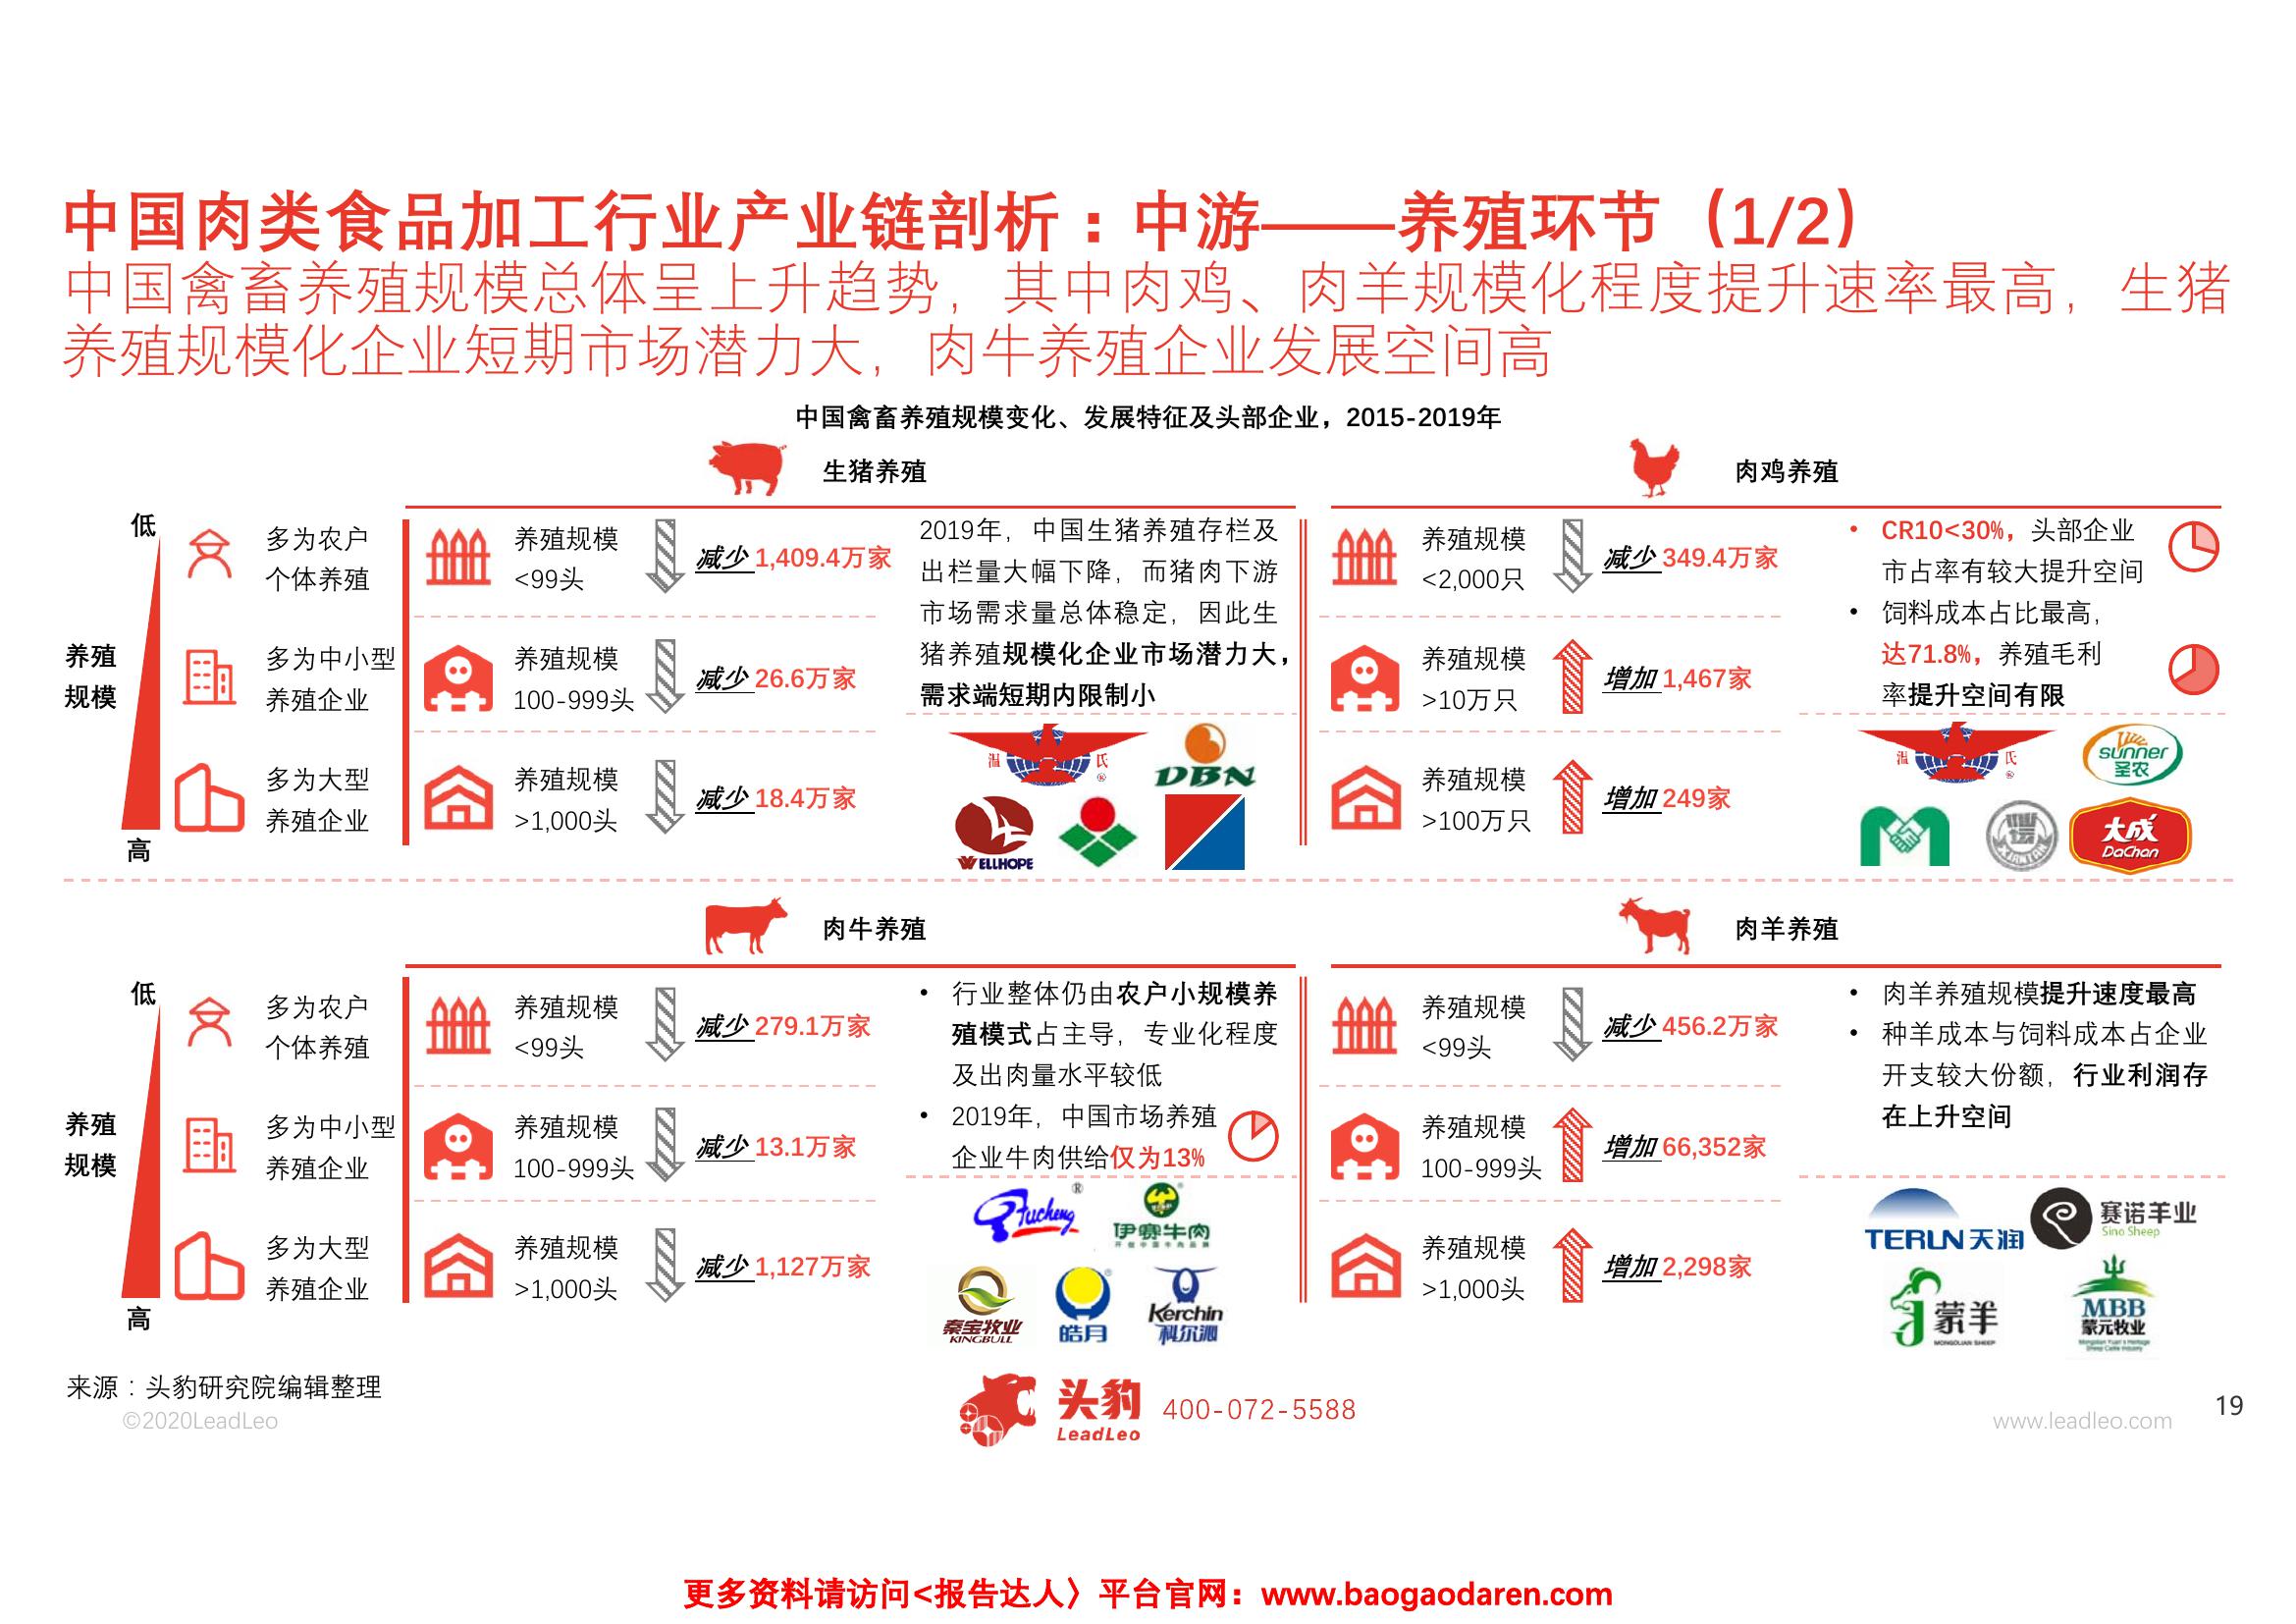 中国肉类食品加工行业产业链剖析：中游——养殖环节（1/2）
中国禽畜养殖规模总体呈上升趋势，其中肉鸡、肉羊规模化程度提升速率最高，生猪
养殖规模化企业短期市场潜力大，肉牛养殖企业发展空间高
中国禽畜养殖规模变化、发展特征及头部企业，2015-2019年
生猪养殖
肉鸡养殖
低
养殖
规模
高
多为农户
个体养殖
多为中小型
养殖企业
多为大型
养殖企业
养殖规模
<99头
减少 1,409.4万家
养殖规模
100-999头
减少 26.6万家
养殖规模
>1,000头
减少 18.4万家
2019年，中国生猪养殖存栏及
出栏量大幅下降，而猪肉下游
市场需求量总体稳定，因此生
猪养殖规模化企业市场潜力大，
需求端短期内限制小
温 氏
®
DBN
WELLHOPE
养殖规模
<2,000只
减少 349.4万家
养殖规模
>10万只
增加 1,467家
养殖规模
>100万只
增加 249家
• CR10<30%，头部企业
市占率有较大提升空间
• 饲料成本占比最高，
达71.8%，养殖毛利
率提升空间有限
温 氏
®
sunner
圣农
XIANTAN
大成
DaChan
肉牛养殖
肉羊养殖
低
养殖
规模
高
多为农户
个体养殖
多为中小型
养殖企业
多为大型
养殖企业
养殖规模
<99头
减少 279.1万家
养殖规模
100-999头
减少 13.1万家
养殖规模
>1,000头
减少 1,127万家
• 行业整体仍由农户小规模养
殖模式占主导，专业化程度
及出肉量水平较低
• 2019年，中国市场养殖
企业牛肉供给仅为13%
Fucheng
®
伊赛牛肉
秦宝牧业
KINGBULL
皓月
®
Kerchin
科尔沁
养殖规模
<99头
减少 456.2万家
养殖规模
100-999头
增加 66,352家
养殖规模
>1,000头
增加 2,298家
• 肉羊养殖规模提升速度最高
• 种羊成本与饲料成本占企业
开支较大份额，行业利润存
在上升空间
TERUN天润
赛诺羊业
Sino Sheep
蒙羊
MONGOLIAN SHEEP
MBB
蒙元牧业
来源：头豹研究院编辑整理
©2020LeadLeo
头豹
LeadLeo
400-072-5588
www.leadleo.com
19
更多资料请访问<报告达人〉平台官网：www.baogaodaren.com